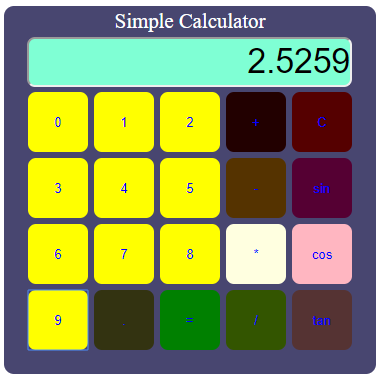 Simple Calculator
2.5259
0 1 2 + C
3 4 5 - sin
6 7 8 * cos
9 . = / tan